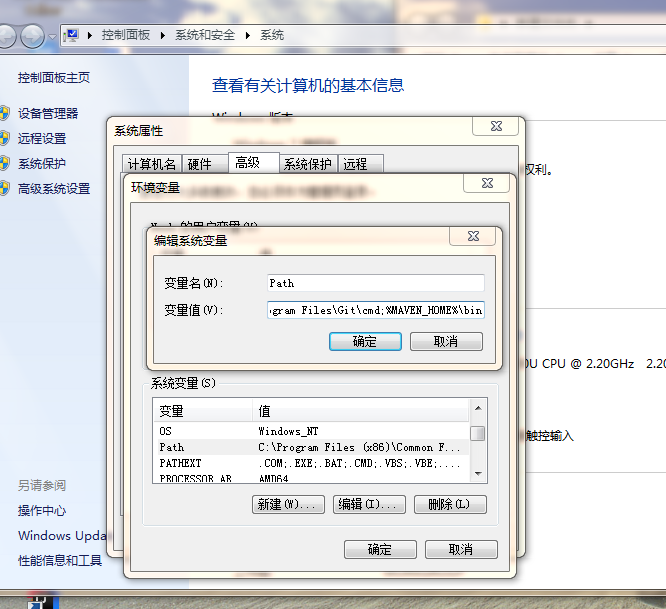 控制面板 ▸ 系统和安全 ▸ 系统
控制面板主页
设备管理器
远程设置
系统保护
高级系统设置
查看有关计算机的基本信息
系统属性
权利。
计算机名 硬件 高级 系统保护 远程
环境变量
的用户变量(U)
编辑系统变量
变量名(N):
Path
变量值(V):
gram Files\Git\cmd;%MAVEN_HOME%\bin
确定 取消
0U CPU @ 2.20GHz 2.20
系统变量(S)
变量 值
OS Windows_NT
Path C:\Program Files (x86)\Common F...
PATHEXT .COM;.EXE;.BAT;.CMD;.VBS;.VBE;....
PROCESSOR_AR AMD64
触控输入
新建(W)... 编辑(I)... 删除(L)
确定 取消
另请参阅
操作中心
Windows Upda
性能信息和工具